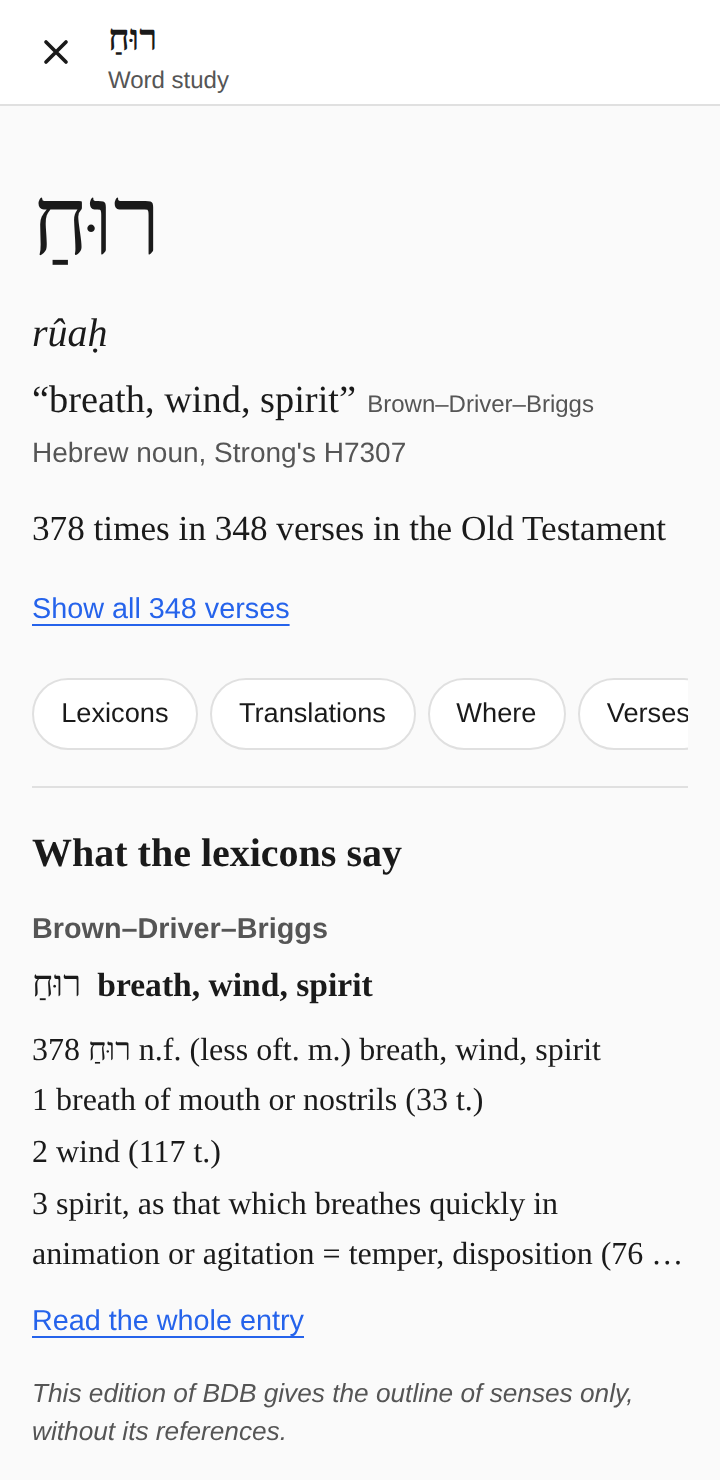 רוּחַ
Word study
רוּחַ
rûaḥ
“breath, wind, spirit” Brown–Driver–Briggs
Hebrew noun, Strong's H7307
378 times in 348 verses in the Old Testament
Show all 348 verses
Lexicons Translations Where Verses
What the lexicons say
Brown–Driver–Briggs
רוּחַ breath, wind, spirit
378 רוּחַ n.f. (less oft. m.) breath, wind, spirit
1 breath of mouth or nostrils (33 t.)
2 wind (117 t.)
3 spirit, as that which breathes quickly in
animation or agitation = temper, disposition (76 …
Read the whole entry
This edition of BDB gives the outline of senses only,
without its references.